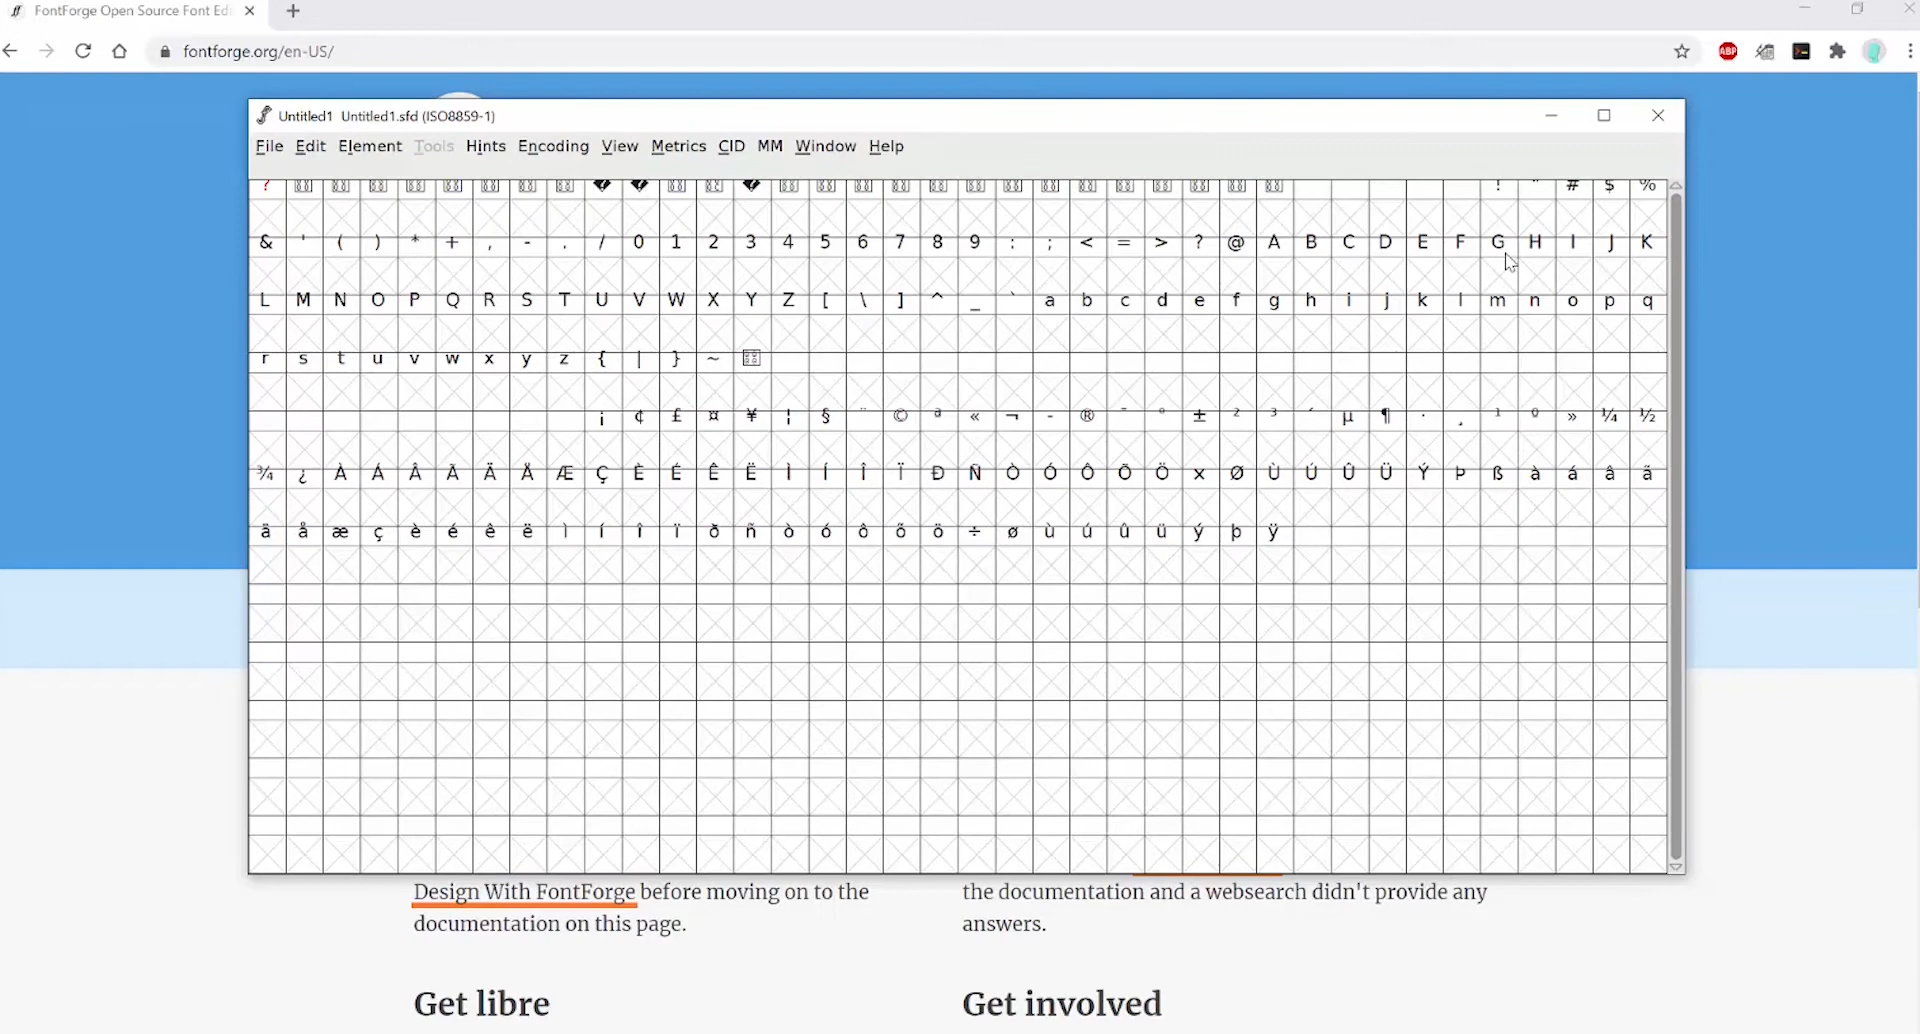 FontForge Open Source Font Ed
fontforge.org/en-US/
ABP
Untitled1 Untitled1.sfd (ISO8859-1)
File Edit Element Tools Hints Encoding View Metrics CID MM Window Help
? ! " # $ %
& ' ( ) * + , - . / 0 1 2 3 4 5 6 7 8 9 : ; < = > ? @ A B C D E F G H I J K
L M N O P Q R S T U V W X Y Z [ \ ] ^ _ ` a b c d e f g h i j k l m n o p q
r s t u v w x y z { | } ~
¡ ¢ £ ¤ ¥ ¦ § ¨ © ª « ¬ - ® ¯ ° ± ² ³ ´ µ ¶ · ¸ ¹ º » ¼ ½
¾ ¿ À Á Â Ã Ä Å Æ Ç È É Ê Ë Ì Í Î Ï Ð Ñ Ò Ó Ô Õ Ö × Ø Ù Ú Û Ü Ý Þ ß à á â ã
ä å æ ç è é ê ë ì í î ï ð ñ ò ó ô õ ö ÷ ø ù ú û ü ý þ ÿ
Design With FontForge before moving on to the
documentation on this page.
the documentation and a websearch didn't provide any
answers.
Get libre
Get involved